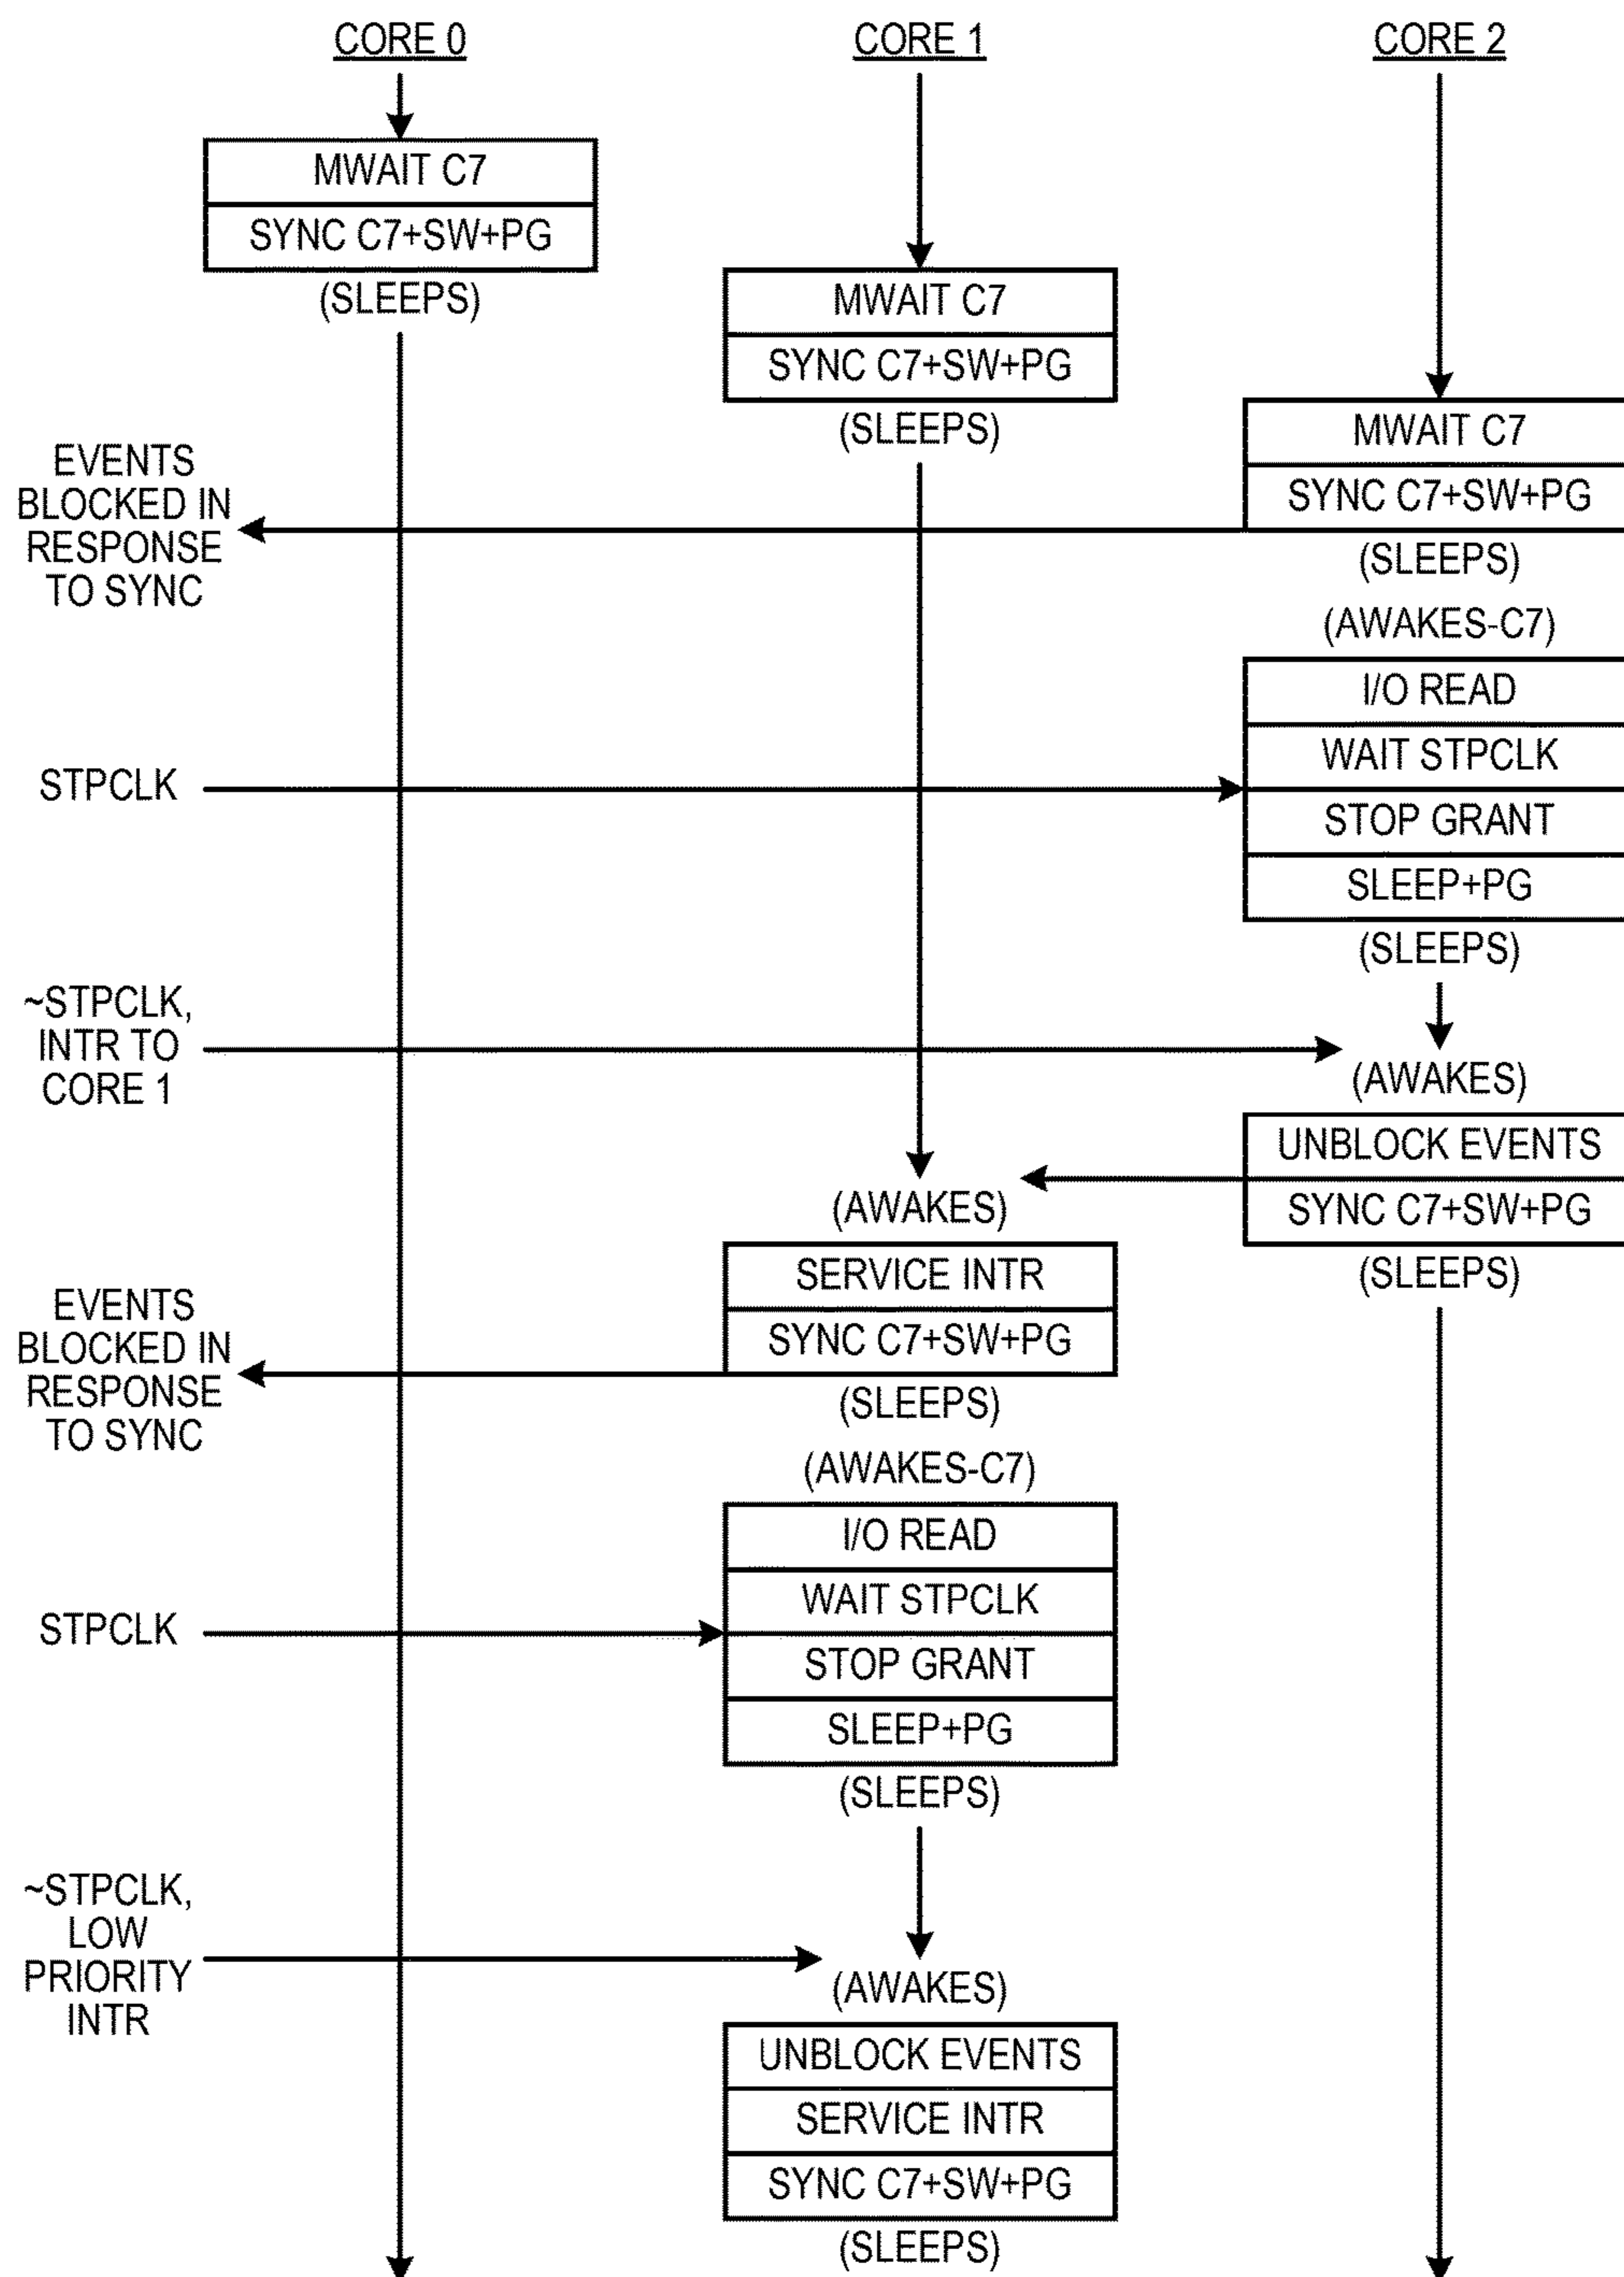 CORE 0
CORE 1
CORE 2
MWAIT C7
SYNC C7+SW+PG
(SLEEPS)
MWAIT C7
SYNC C7+SW+PG
(SLEEPS)
MWAIT C7
SYNC C7+SW+PG
(SLEEPS)
EVENTS
BLOCKED IN
RESPONSE
TO SYNC
(AWAKES-C7)
I/O READ
WAIT STPCLK
STOP GRANT
SLEEP+PG
(SLEEPS)
STPCLK
~STPCLK,
INTR TO
CORE 1
(AWAKES)
UNBLOCK EVENTS
SYNC C7+SW+PG
(SLEEPS)
(AWAKES)
SERVICE INTR
SYNC C7+SW+PG
(SLEEPS)
EVENTS
BLOCKED IN
RESPONSE
TO SYNC
(AWAKES-C7)
I/O READ
WAIT STPCLK
STOP GRANT
SLEEP+PG
(SLEEPS)
STPCLK
~STPCLK,
LOW
PRIORITY
INTR
(AWAKES)
UNBLOCK EVENTS
SERVICE INTR
SYNC C7+SW+PG
(SLEEPS)